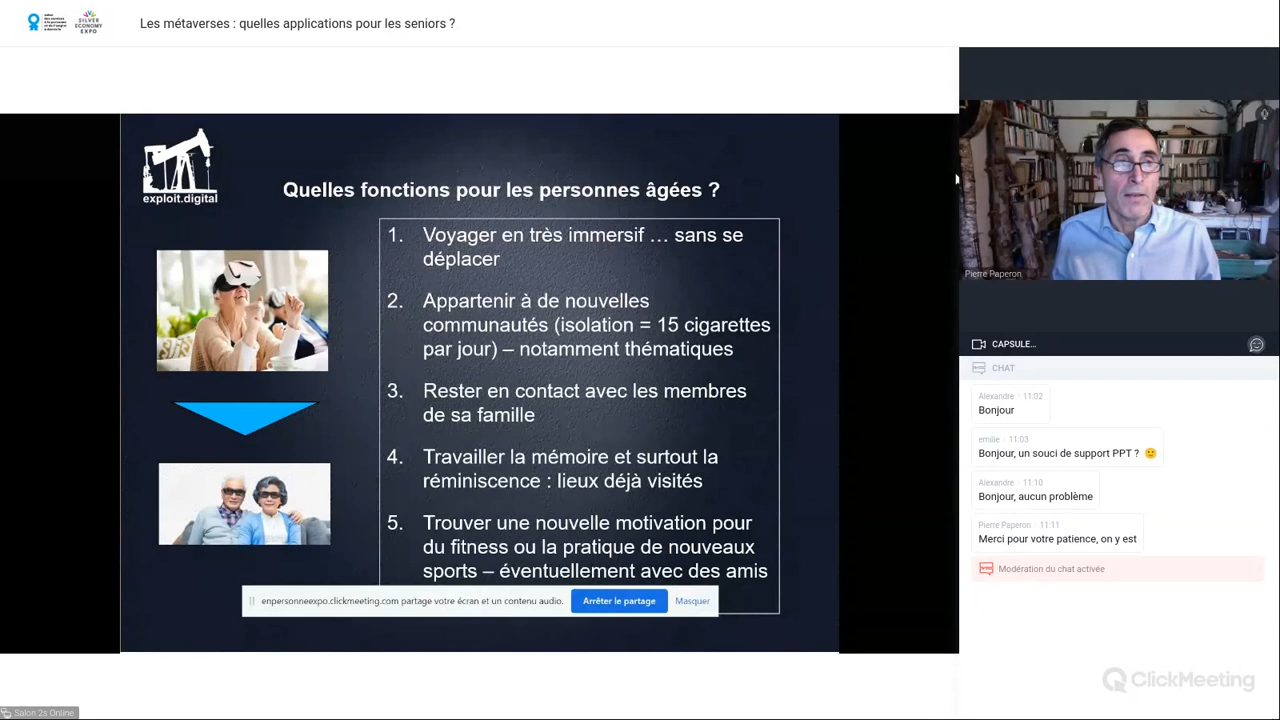 SILVER
ECONOMY
EXPO
Les métaverses : quelles applications pour les seniors ?
exploit.digital
Quelles fonctions pour les personnes âgées ?
1. Voyager en très immersif … sans se
déplacer
2. Appartenir à de nouvelles
communautés (isolation = 15 cigarettes
par jour) – notamment thématiques
3. Rester en contact avec les membres
de sa famille
4. Travailler la mémoire et surtout la
réminiscence : lieux déjà visités
5. Trouver une nouvelle motivation pour
du fitness ou la pratique de nouveaux
sports – éventuellement avec des amis
enpersonneexpo.clickmeeting.com partage votre écran et un contenu audio.
Arrêter le partage
Masquer
Salon 2s Online
Pierre Paperon
CAPSULE...
CHAT
Alexandre · 11:02
Bonjour
emilie · 11:03
Bonjour, un souci de support PPT ? 🙂
Alexandre · 11:10
Bonjour, aucun problème
Pierre Paperon · 11:11
Merci pour votre patience, on y est
Modération du chat activée
ClickMeeting